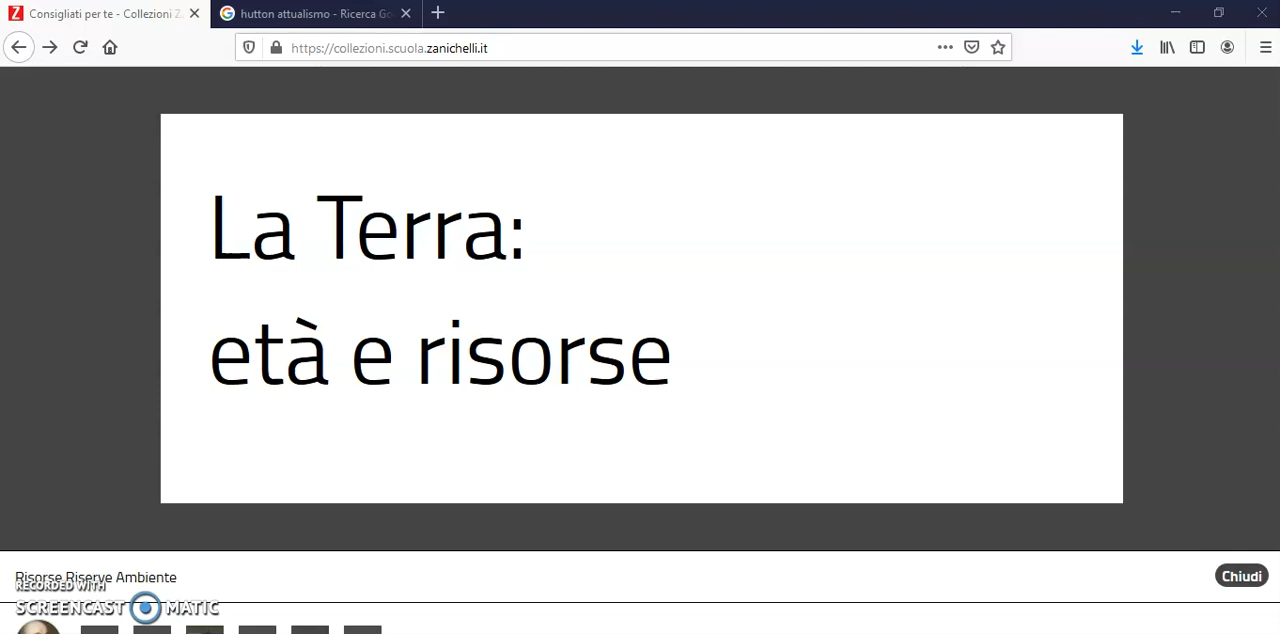 Consigliati per te - Collezioni Z
hutton attualismo - Ricerca Go
https://collezioni.scuola.zanichelli.it
La Terra:
età e risorse
Risorse Riserve Ambiente
Chiudi
RECORDED WITH
SCREENCAST MATIC